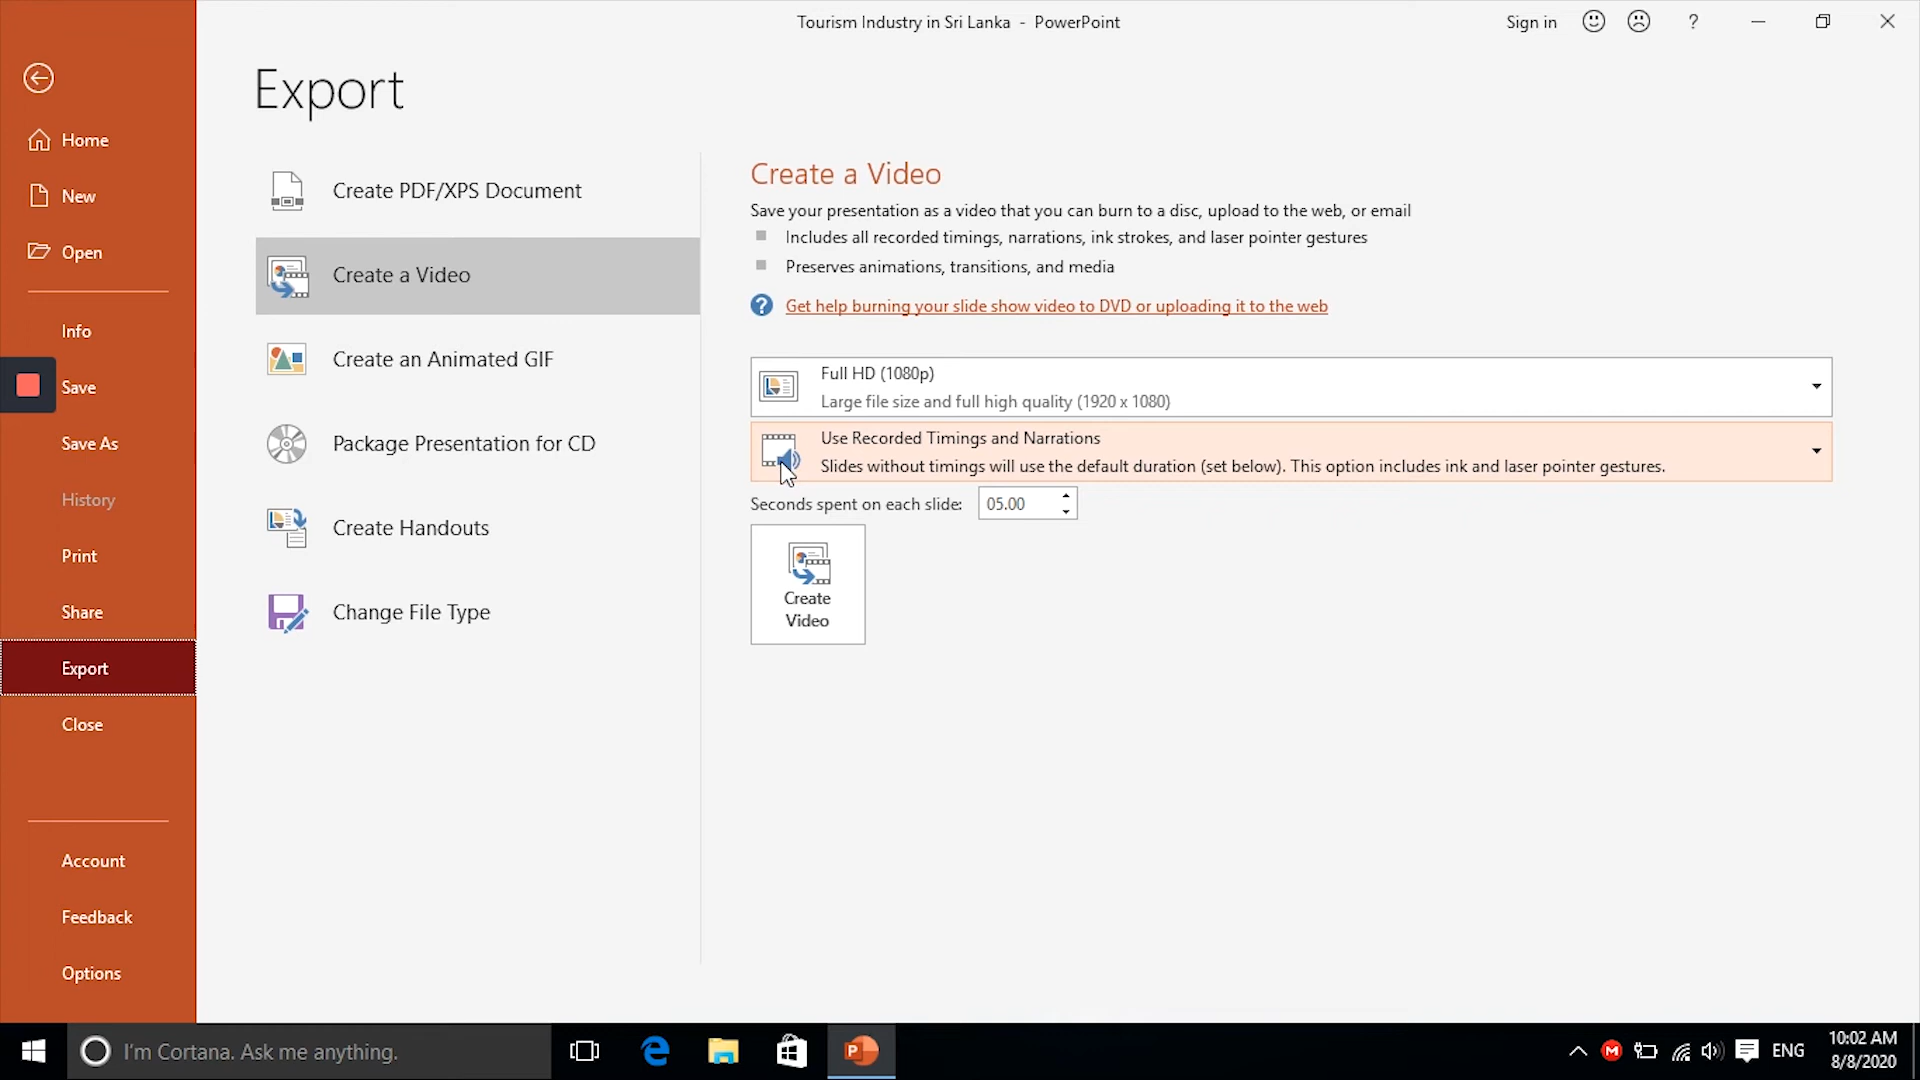 Tourism Industry in Sri Lanka - PowerPoint
Sign in
?
Export
Home
New
Open
Info
Save
Save As
History
Print
Share
Export
Close
Account
Feedback
Options
Create PDF/XPS Document
Create a Video
Create an Animated GIF
Package Presentation for CD
Create Handouts
Change File Type
Create a Video
Save your presentation as a video that you can burn to a disc, upload to the web, or email
Includes all recorded timings, narrations, ink strokes, and laser pointer gestures
Preserves animations, transitions, and media
? Get help burning your slide show video to DVD or uploading it to the web
Full HD (1080p)
Large file size and full high quality (1920 x 1080)
Use Recorded Timings and Narrations
Slides without timings will use the default duration (set below). This option includes ink and laser pointer gestures.
Seconds spent on each slide: 05.00
Create
Video
I'm Cortana. Ask me anything.
ENG
10:02 AM
8/8/2020